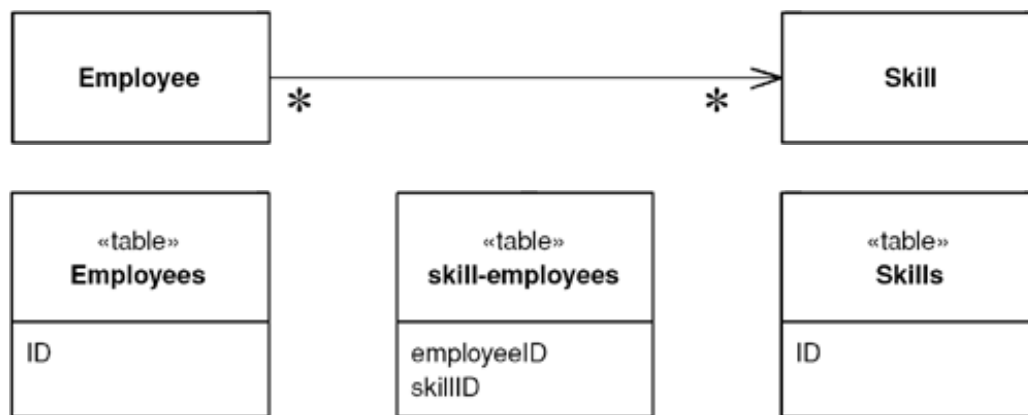 Employee
Skill
*
*
«table»
Employees
ID
«table»
skill-employees
employeeID
skillID
«table»
Skills
ID